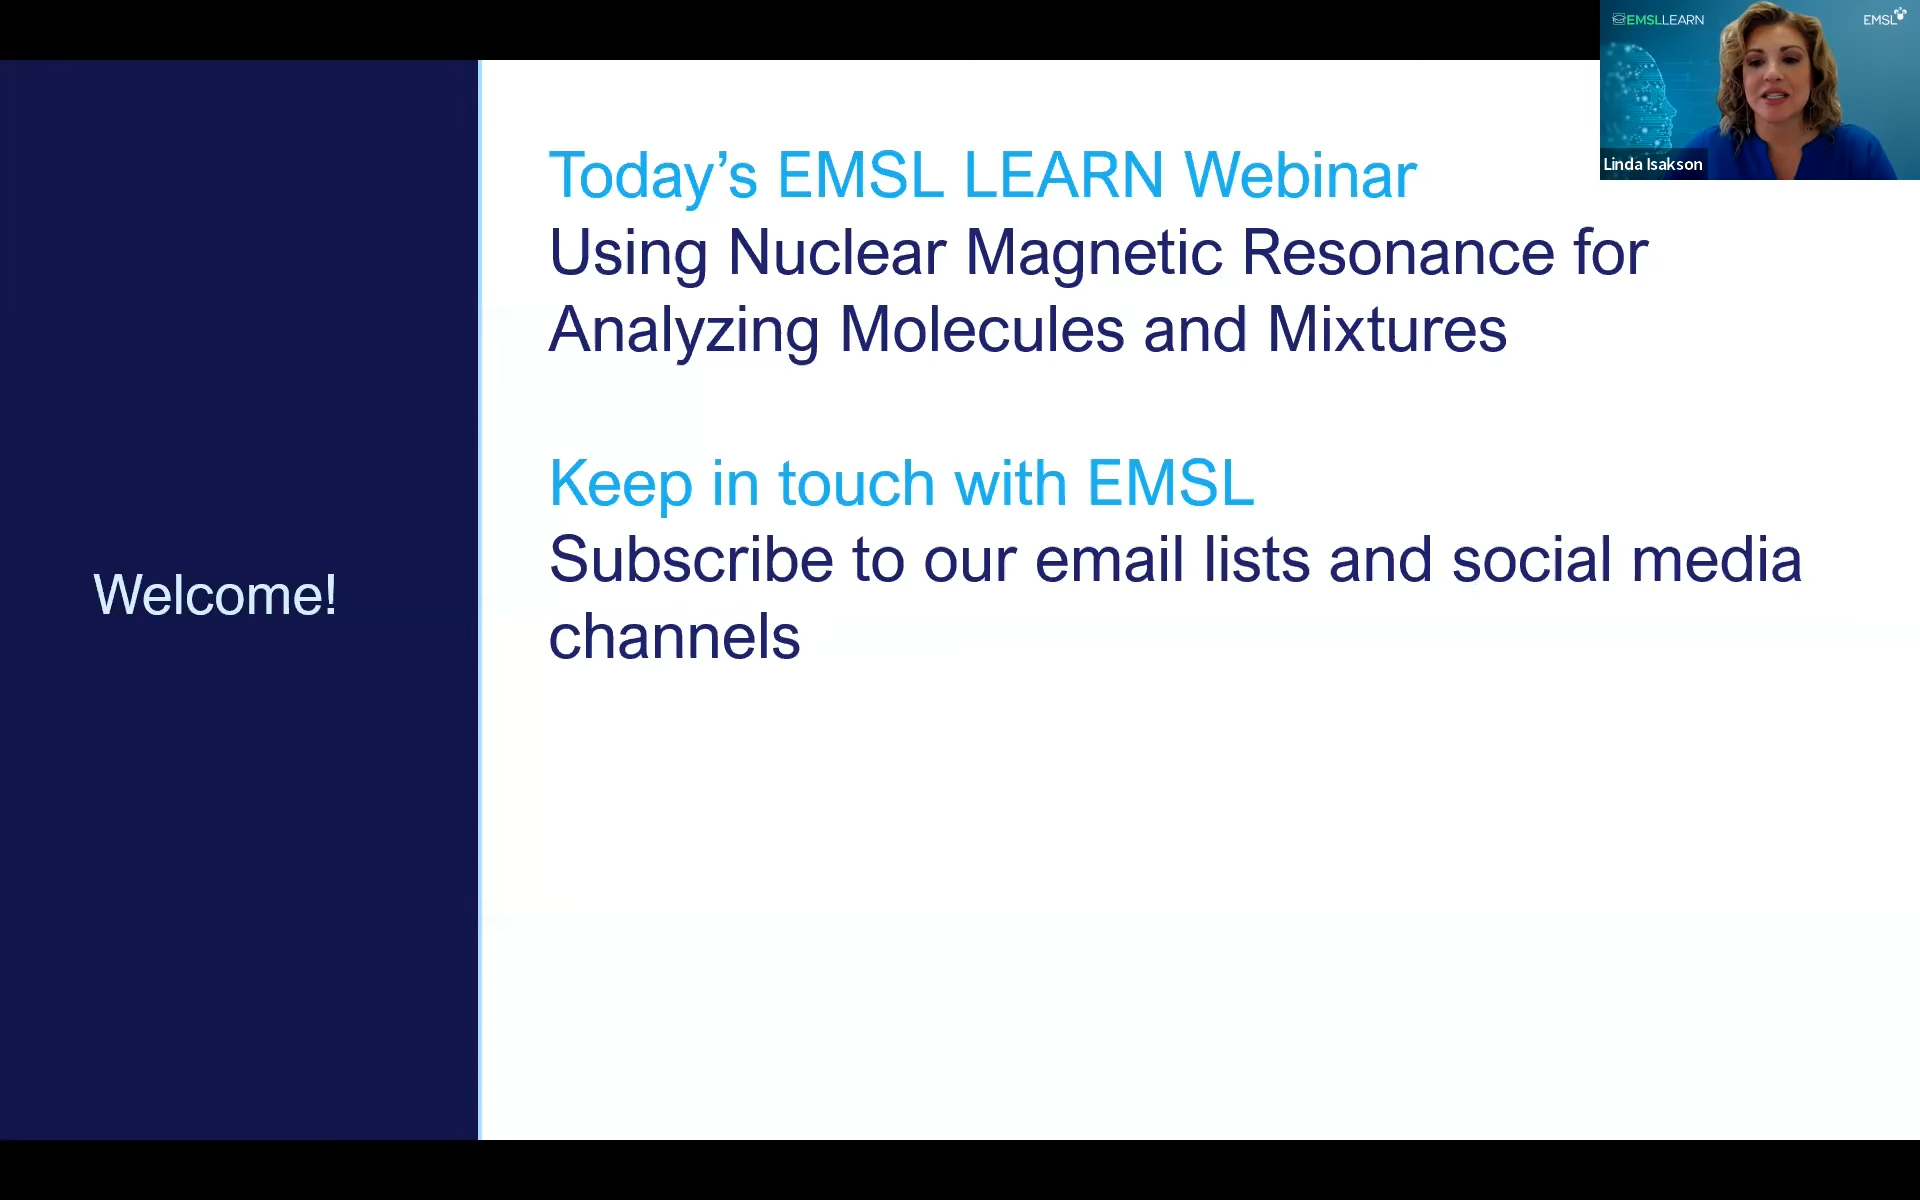 EMSLLEARN
EMSL
Linda Isakson
Today’s EMSL LEARN Webinar
Using Nuclear Magnetic Resonance for
Analyzing Molecules and Mixtures
Keep in touch with EMSL
Subscribe to our email lists and social media
channels
Welcome!